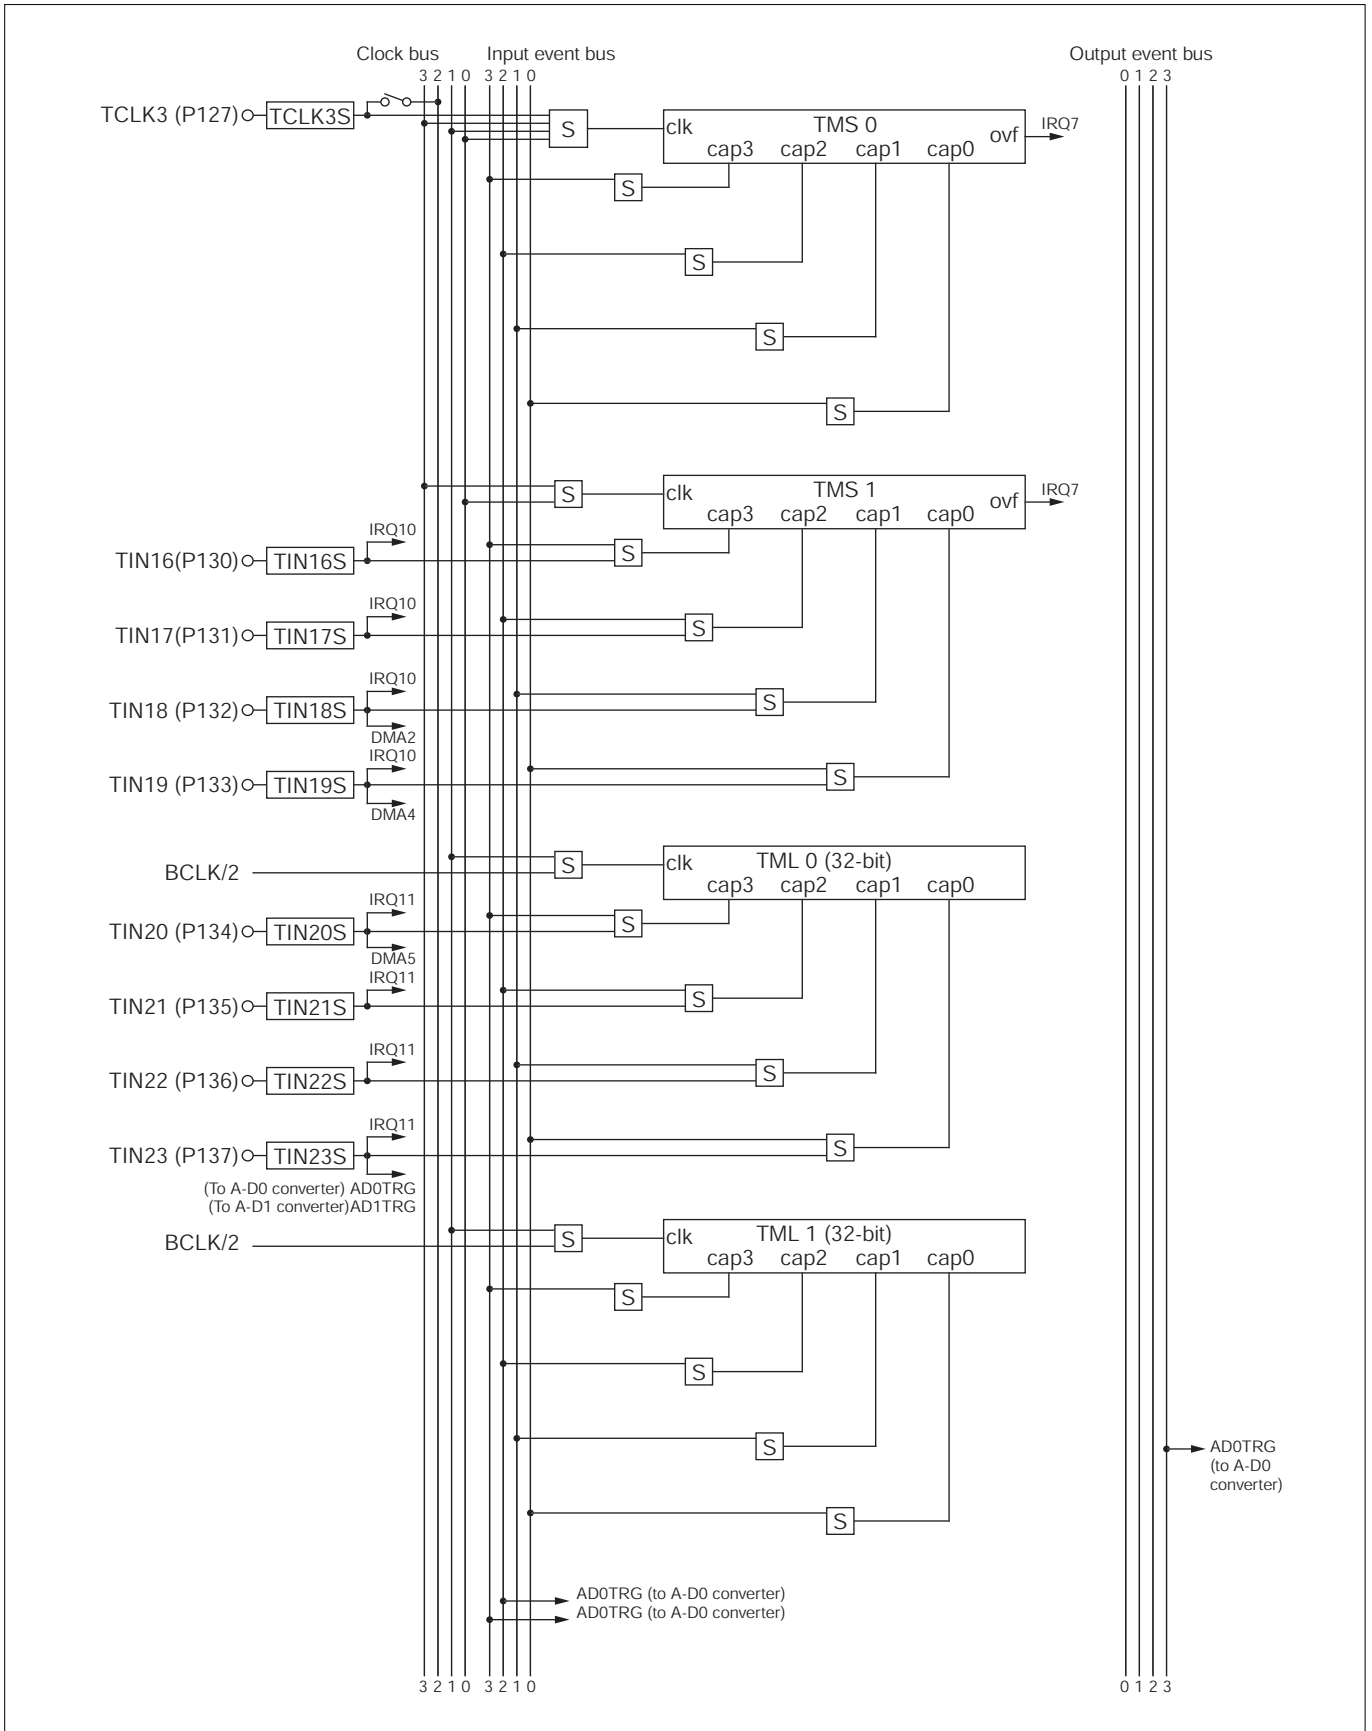 Clock bus Input event bus Output event bus
3 2 1 0 3 2 1 0 0 1 2 3
TCLK3 (P127) TCLK3S S clk TMS 0 ovf IRQ7
cap3 cap2 cap1 cap0
S
S
S
S
S clk TMS 1 ovf IRQ7
cap3 cap2 cap1 cap0
IRQ10
TIN16(P130) TIN16S S
IRQ10
TIN17(P131) TIN17S S
IRQ10
TIN18 (P132) TIN18S S
DMA2
IRQ10
TIN19 (P133) TIN19S S
DMA4
BCLK/2 S clk TML 0 (32-bit)
cap3 cap2 cap1 cap0
IRQ11
TIN20 (P134) TIN20S S
DMA5
IRQ11
TIN21 (P135) TIN21S S
IRQ11
TIN22 (P136) TIN22S S
IRQ11
TIN23 (P137) TIN23S S
(To A-D0 converter) AD0TRG
(To A-D1 converter)AD1TRG
BCLK/2 S clk TML 1 (32-bit)
cap3 cap2 cap1 cap0
S
S
S
AD0TRG
(to A-D0
converter)
S
AD0TRG (to A-D0 converter)
AD0TRG (to A-D0 converter)
3 2 1 0 3 2 1 0 0 1 2 3